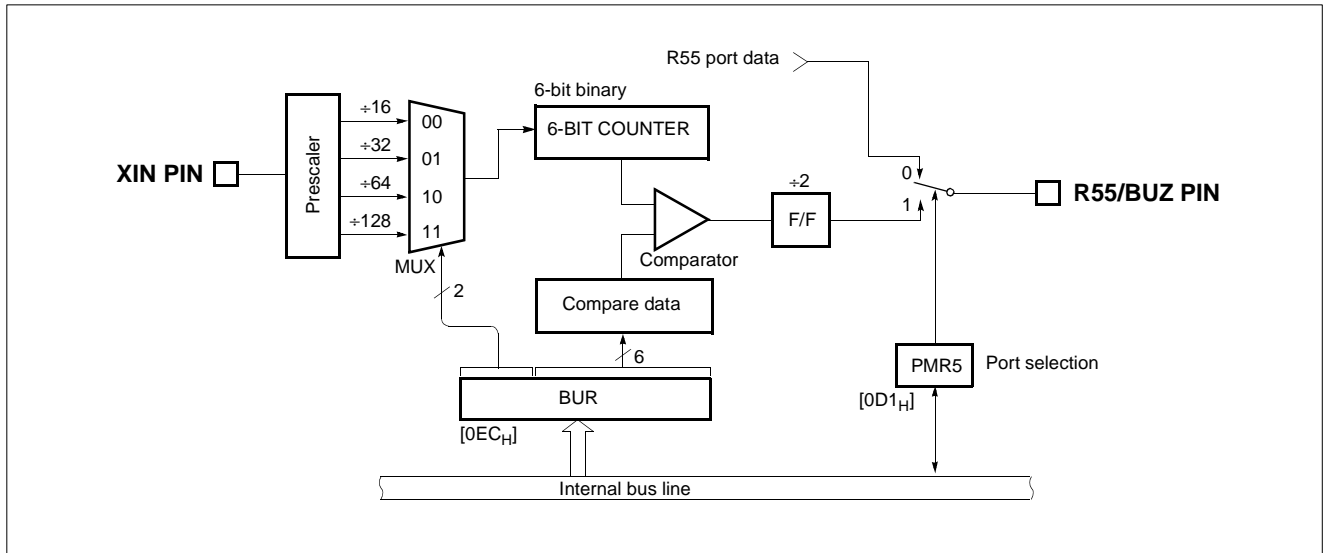 R55 port data
6-bit binary
÷16
00
6-BIT COUNTER
XIN PIN
Prescaler
÷32
01
÷64
10
÷128
11
MUX
÷2
F/F
0
1
R55/BUZ PIN
Comparator
2
Compare data
6
BUR
[0ECH]
PMR5
Port selection
[0D1H]
Internal bus line